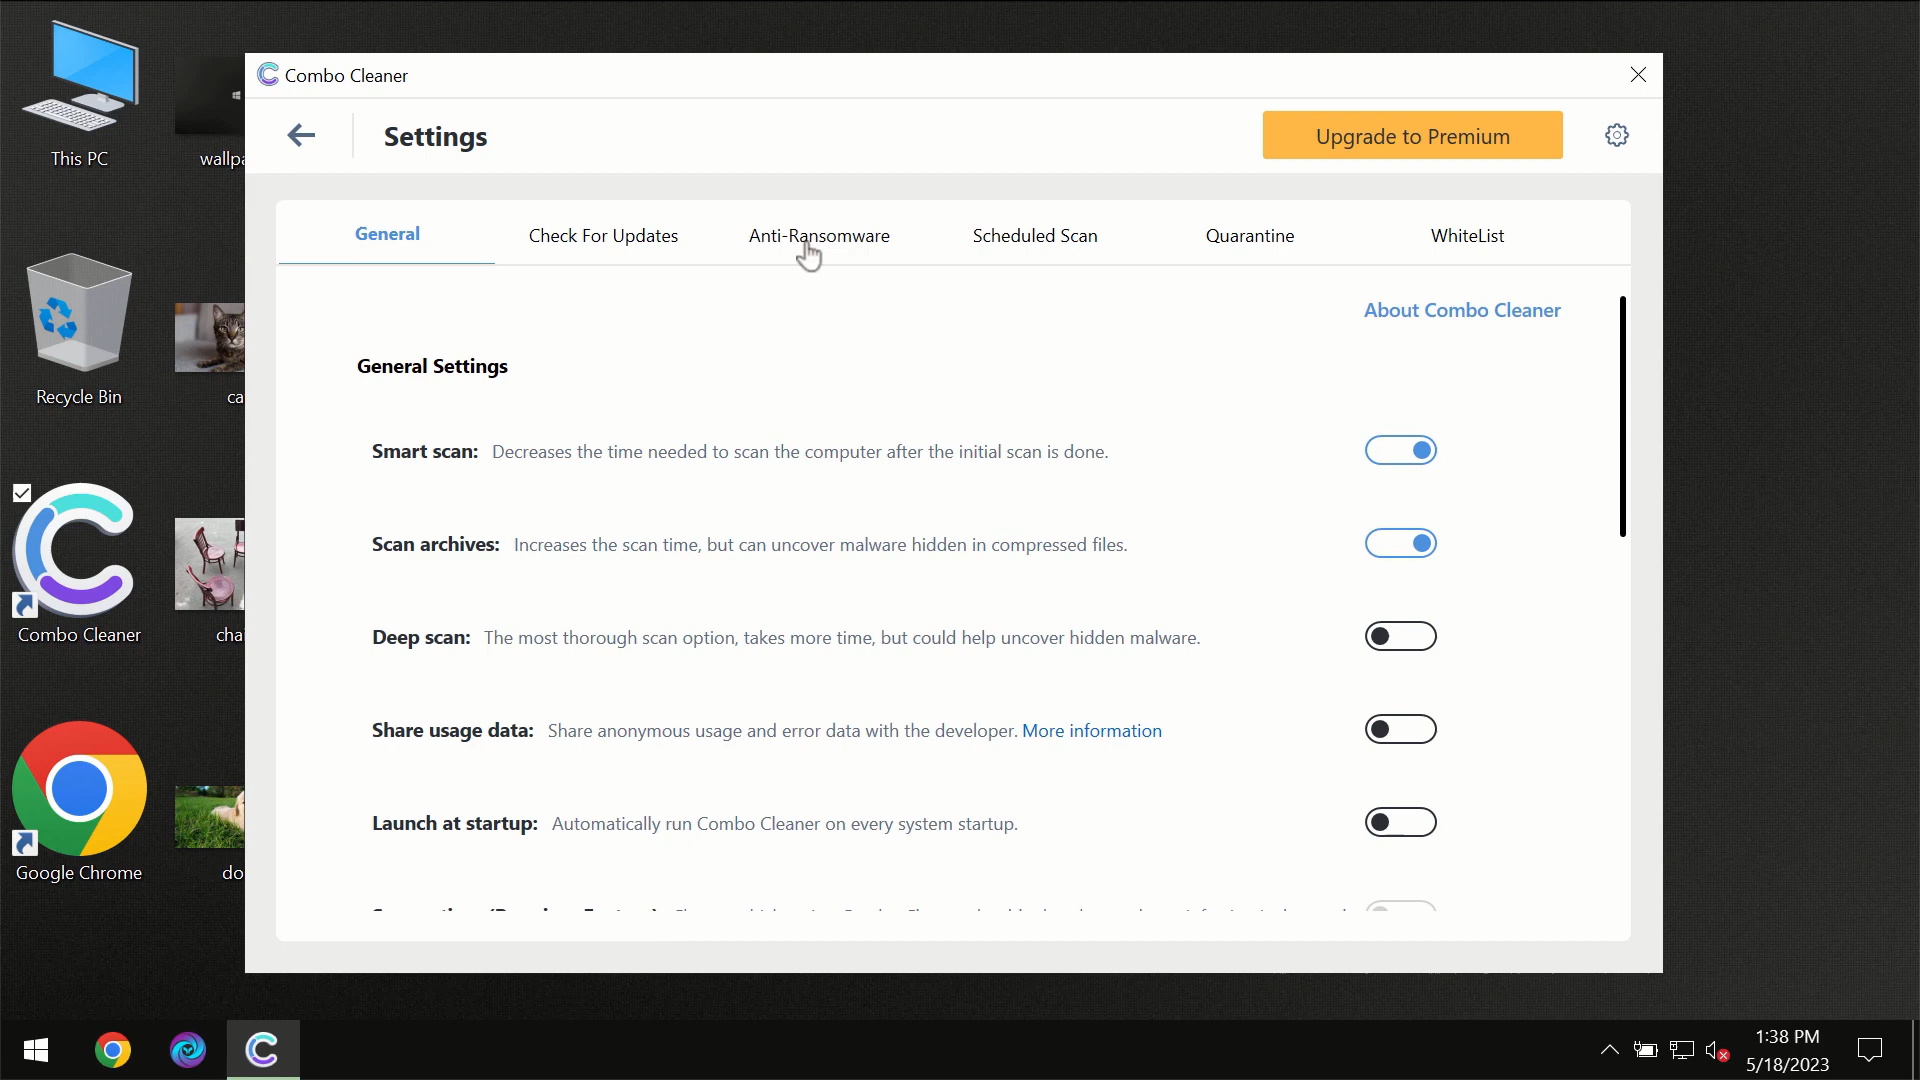 Combo Cleaner
Settings
Upgrade to Premium
General
Check For Updates
Anti-Ransomware
Scheduled Scan
Quarantine
WhiteList
About Combo Cleaner
General Settings
Smart scan: Decreases the time needed to scan the computer after the initial scan is done.
Scan archives: Increases the scan time, but can uncover malware hidden in compressed files.
Deep scan: The most thorough scan option, takes more time, but could help uncover hidden malware.
Share usage data: Share anonymous usage and error data with the developer. More information
Launch at startup: Automatically run Combo Cleaner on every system startup.
This PC
wallpa
Recycle Bin
ca
Combo Cleaner
chai
Google Chrome
do
1:38 PM
5/18/2023